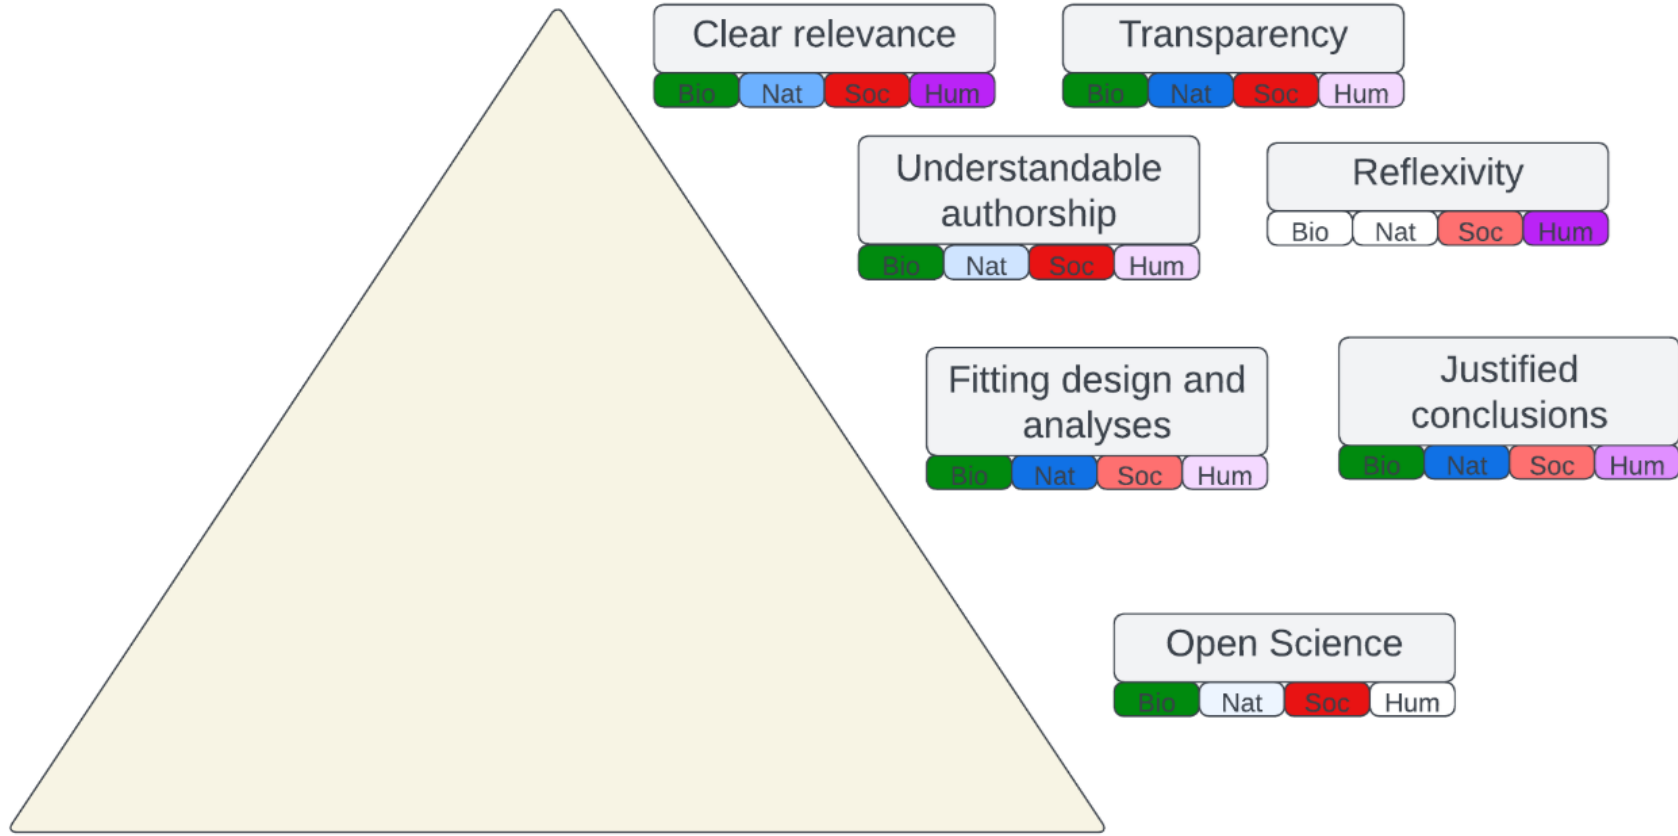 Clear relevance
Bio Nat Soc Hum
Transparency
Bio Nat Soc Hum
Understandable
authorship
Bio Nat Soc Hum
Reflexivity
Bio Nat Soc Hum
Fitting design and
analyses
Bio Nat Soc Hum
Justified
conclusions
Bio Nat Soc Hum
Open Science
Bio Nat Soc Hum